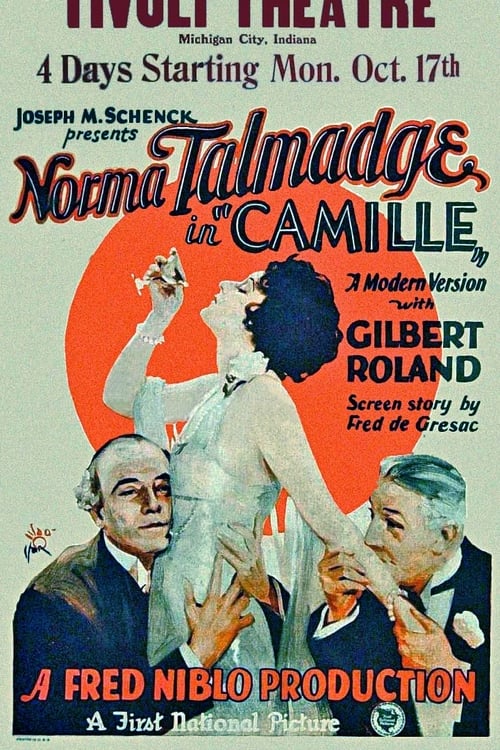 TIVOLI THEATRE
Michigan City, Indiana
4 Days Starting Mon. Oct. 17th
JOSEPH M. SCHENCK
presents
Norma Talmadge
in "CAMILLE"
A Modern Version
with
GILBERT
ROLAND
Screen story by
Fred de Gresac
A FRED NIBLO PRODUCTION
A First National Picture